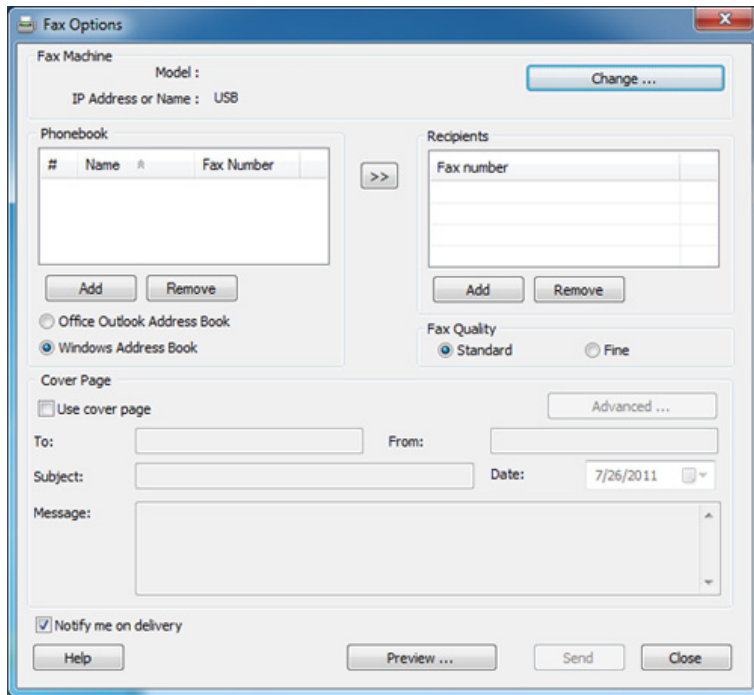 Fax Options
Fax Machine
Model :
Change ...
IP Address or Name : USB
Phonebook
# Name Fax Number
>>
Add Remove
Office Outlook Address Book
Windows Address Book
Recipients
Fax number
Add Remove
Fax Quality
Standard Fine
Cover Page
Use cover page
Advanced ...
To: From:
Subject: Date: 7/26/2011
Message:
Notify me on delivery
Help Preview ... Send Close